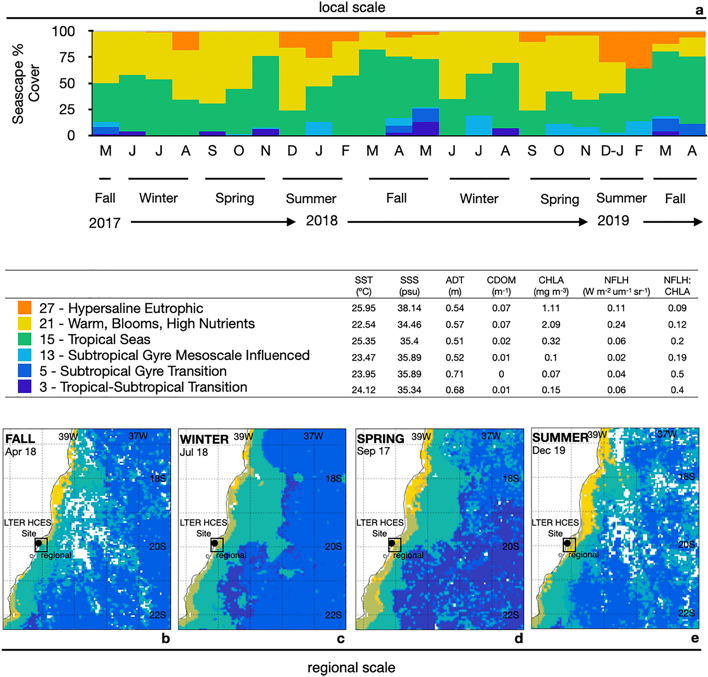 local scale
a
Seascape %
Cover
100
75
50
25
0
M J J A S O N D J F M A M J J A S O N D-J F M A
Fall Winter Spring Summer Fall Winter Spring Summer Fall
2017 2018 2019
SST SSS ADT CDOM CHLA NFLH NFLH:
(ºC) (psu) (m) (m-1) (mg m-3) (W m-2 um-1 sr-1) CHLA
27 - Hypersaline Eutrophic 25.95 38.14 0.54 0.07 1.11 0.11 0.09
21 - Warm, Blooms, High Nutrients 22.54 34.46 0.57 0.07 2.09 0.24 0.12
15 - Tropical Seas 25.35 35.4 0.51 0.02 0.32 0.06 0.2
13 - Subtropical Gyre Mesoscale Influenced 23.47 35.89 0.52 0.01 0.1 0.02 0.19
5 - Subtropical Gyre Transition 23.95 35.89 0.71 0 0.07 0.04 0.5
3 - Tropical-Subtropical Transition 24.12 35.34 0.68 0.01 0.15 0.06 0.4
FALL
Apr 18
39W 37W
18S
LTER HCES
Site
20S
regional
22S
b
WINTER
Jul 18
39W 37W
18S
LTER HCES
Site
20S
regional
22S
c
SPRING
Sep 17
39W 37W
18S
LTER HCES
Site
20S
regional
22S
d
SUMMER
Dec 19
39W 37W
18S
LTER HCES
Site
20S
regional
22S
e
regional scale